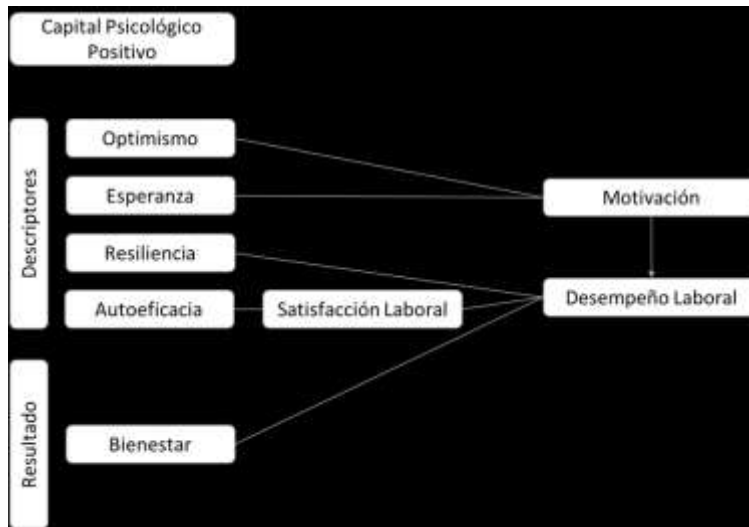 Capital Psicológico
Positivo
Descriptores
Optimismo
Esperanza
Motivación
Resiliencia
Autoeficacia
Satisfacción Laboral
Desempeño Laboral
Resultado
Bienestar